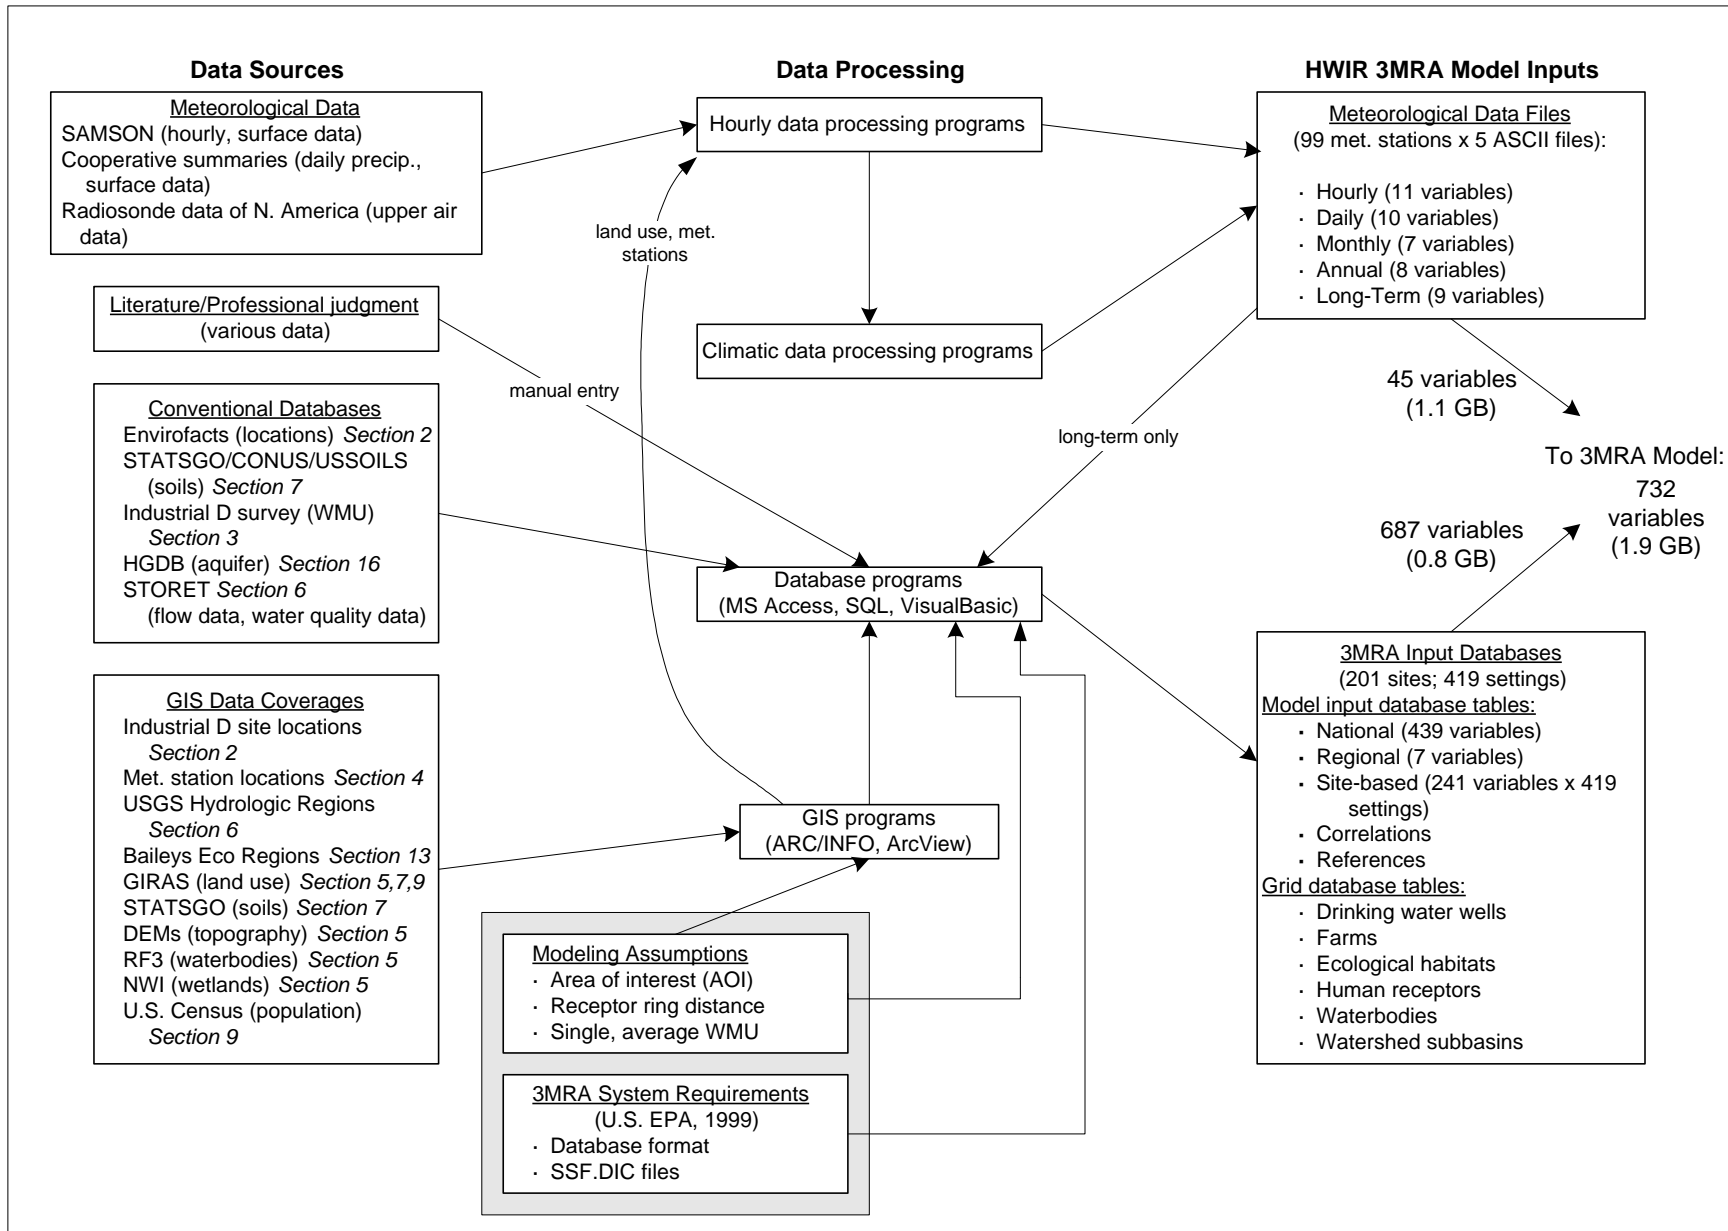 Data Sources
Meteorological Data
SAMSON (hourly, surface data)
Cooperative summaries (daily precip.,
surface data)
Radiosonde data of N. America (upper air
data)
Literature/Professional judgment
(various data)
Conventional Databases
Envirofacts (locations) Section 2
STATSGO/CONUS/USSOILS
(soils) Section 7
Industrial D survey (WMU)
Section 3
HGDB (aquifer) Section 16
STORET Section 6
(flow data, water quality data)
GIS Data Coverages
Industrial D site locations
Section 2
Met. station locations Section 4
USGS Hydrologic Regions
Section 6
Baileys Eco Regions Section 13
GIRAS (land use) Section 5,7,9
STATSGO (soils) Section 7
DEMs (topography) Section 5
RF3 (waterbodies) Section 5
NWI (wetlands) Section 5
U.S. Census (population)
Section 9
Data Processing
Hourly data processing programs
land use, met.
stations
Climatic data processing programs
manual entry
long-term only
Database programs
(MS Access, SQL, VisualBasic)
GIS programs
(ARC/INFO, ArcView)
Modeling Assumptions
· Area of interest (AOI)
· Receptor ring distance
· Single, average WMU
3MRA System Requirements
(U.S. EPA, 1999)
· Database format
· SSF.DIC files
HWIR 3MRA Model Inputs
Meteorological Data Files
(99 met. stations x 5 ASCII files):
· Hourly (11 variables)
· Daily (10 variables)
· Monthly (7 variables)
· Annual (8 variables)
· Long-Term (9 variables)
45 variables
(1.1 GB)
To 3MRA Model:
732
variables
(1.9 GB)
687 variables
(0.8 GB)
3MRA Input Databases
(201 sites; 419 settings)
Model input database tables:
· National (439 variables)
· Regional (7 variables)
· Site-based (241 variables x 419
settings)
· Correlations
· References
Grid database tables:
· Drinking water wells
· Farms
· Ecological habitats
· Human receptors
· Waterbodies
· Watershed subbasins